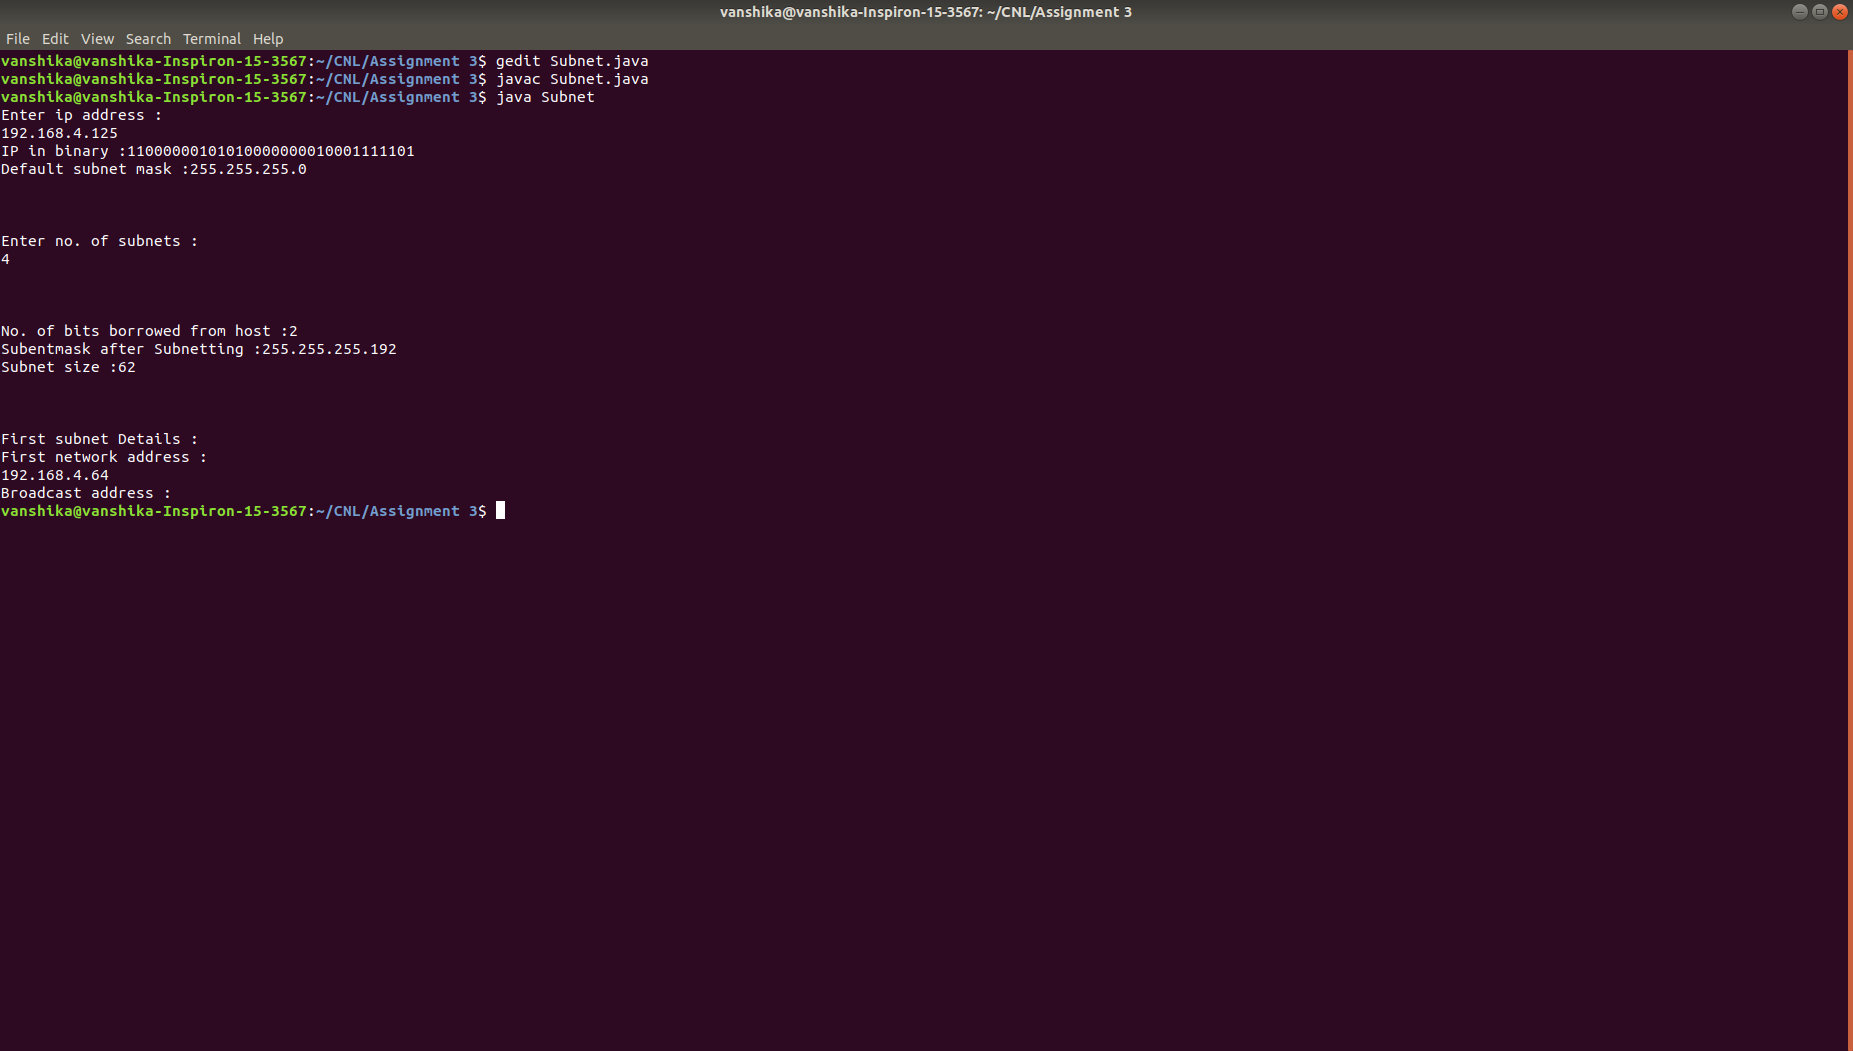 vanshika@vanshika-Inspiron-15-3567: ~/CNL/Assignment 3
File Edit View Search Terminal Help
vanshika@vanshika-Inspiron-15-3567:~/CNL/Assignment 3$ gedit Subnet.java
vanshika@vanshika-Inspiron-15-3567:~/CNL/Assignment 3$ javac Subnet.java
vanshika@vanshika-Inspiron-15-3567:~/CNL/Assignment 3$ java Subnet
Enter ip address :
192.168.4.125
IP in binary :11000000101010000000010001111101
Default subnet mask :255.255.255.0
Enter no. of subnets :
4
No. of bits borrowed from host :2
Subentmask after Subnetting :255.255.255.192
Subnet size :62
First subnet Details :
First network address :
192.168.4.64
Broadcast address :
vanshika@vanshika-Inspiron-15-3567:~/CNL/Assignment 3$